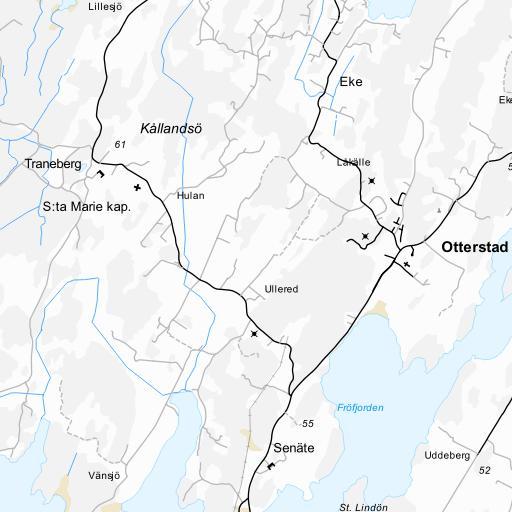 Lillesjö
Eke
Eke
61
Kållandsö
Traneberg
Låkälle
5
Hulan
S:ta Marie kap.
Otterstad
Ullered
Fröfjorden
55
Senäte
Uddeberg
52
Vänsjö
St. Lindön